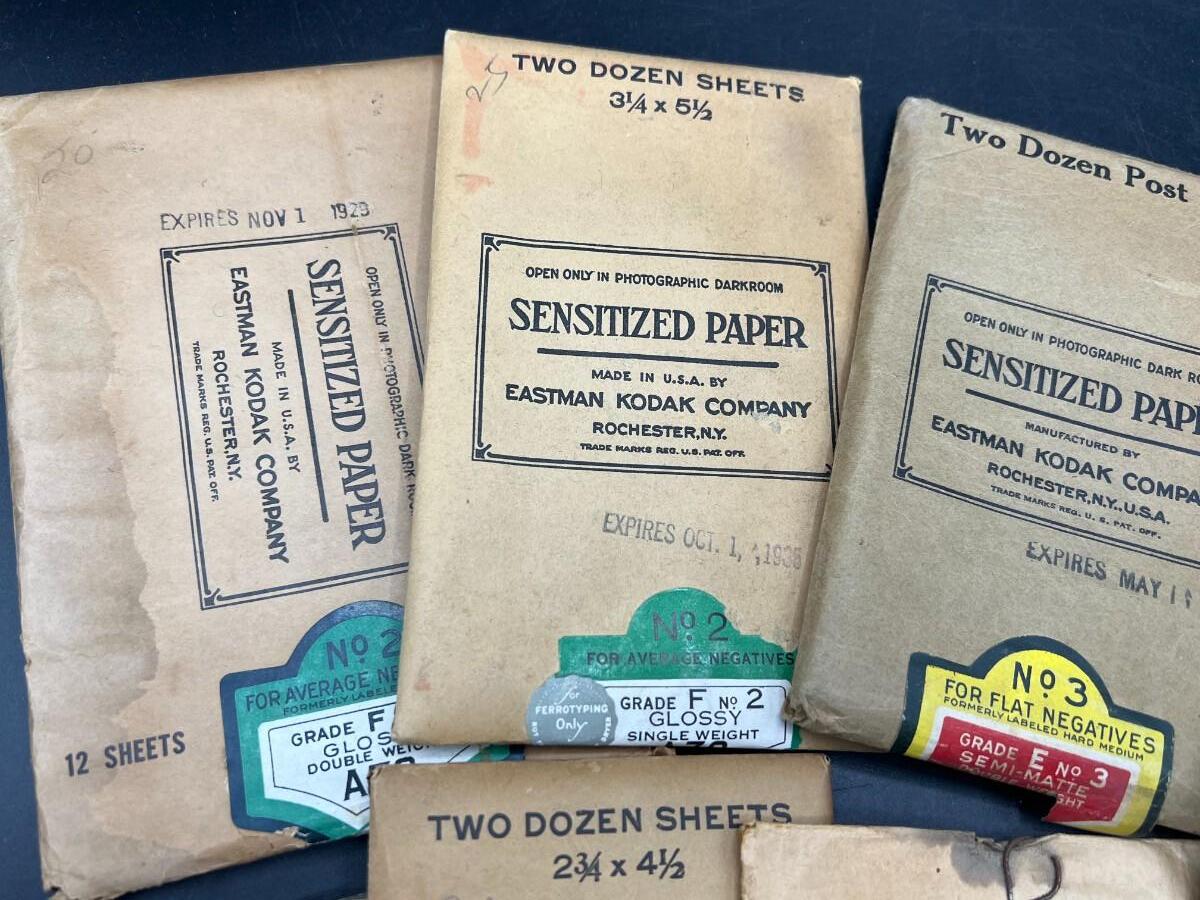 20
EXPIRES NOV 1 1929
OPEN ONLY IN PHOTOGRAPHIC DARK
SENSITIZED PAPER
MADE IN U.S.A. BY
EASTMAN KODAK COMPANY
ROCHESTER, N.Y.
TRADE MARKS REG. U.S. PAT. OFF.
No 2
FOR AVERAGE NE
FORMERLY LABELE
GRADE F
GLOS
DOUBLE WEIG
12 SHEETS
TWO DOZEN SHEETS
3¼ x 5½
OPEN ONLY IN PHOTOGRAPHIC DARKROOM
SENSITIZED PAPER
MADE IN U.S.A. BY
EASTMAN KODAK COMPANY
ROCHESTER, N.Y.
TRADE MARKS REG. U.S. PAT. OFF.
EXPIRES OCT. 1,
No 2
FOR AVERAGE NEGATIVES
for
FERROTYPING
Only
GRADE F No 2
GLOSSY
SINGLE WEIGHT
Two Dozen Post
OPEN ONLY IN PHOTOGRAPHIC DARK RO
SENSITIZED PAP
MANUFACTURED BY
EASTMAN KODAK COMPA
ROCHESTER, N.Y., U.S.A.
TRADE MARKS REG. U. S. PAT. OFF.
EXPIRES MAY 1
No 3
FOR FLAT NEGATIVES
FORMERLY LABELED HARD MEDIUM
GRADE E No 3
SEMI-MATTE
TWO DOZEN SHEETS
2¾ x 4½